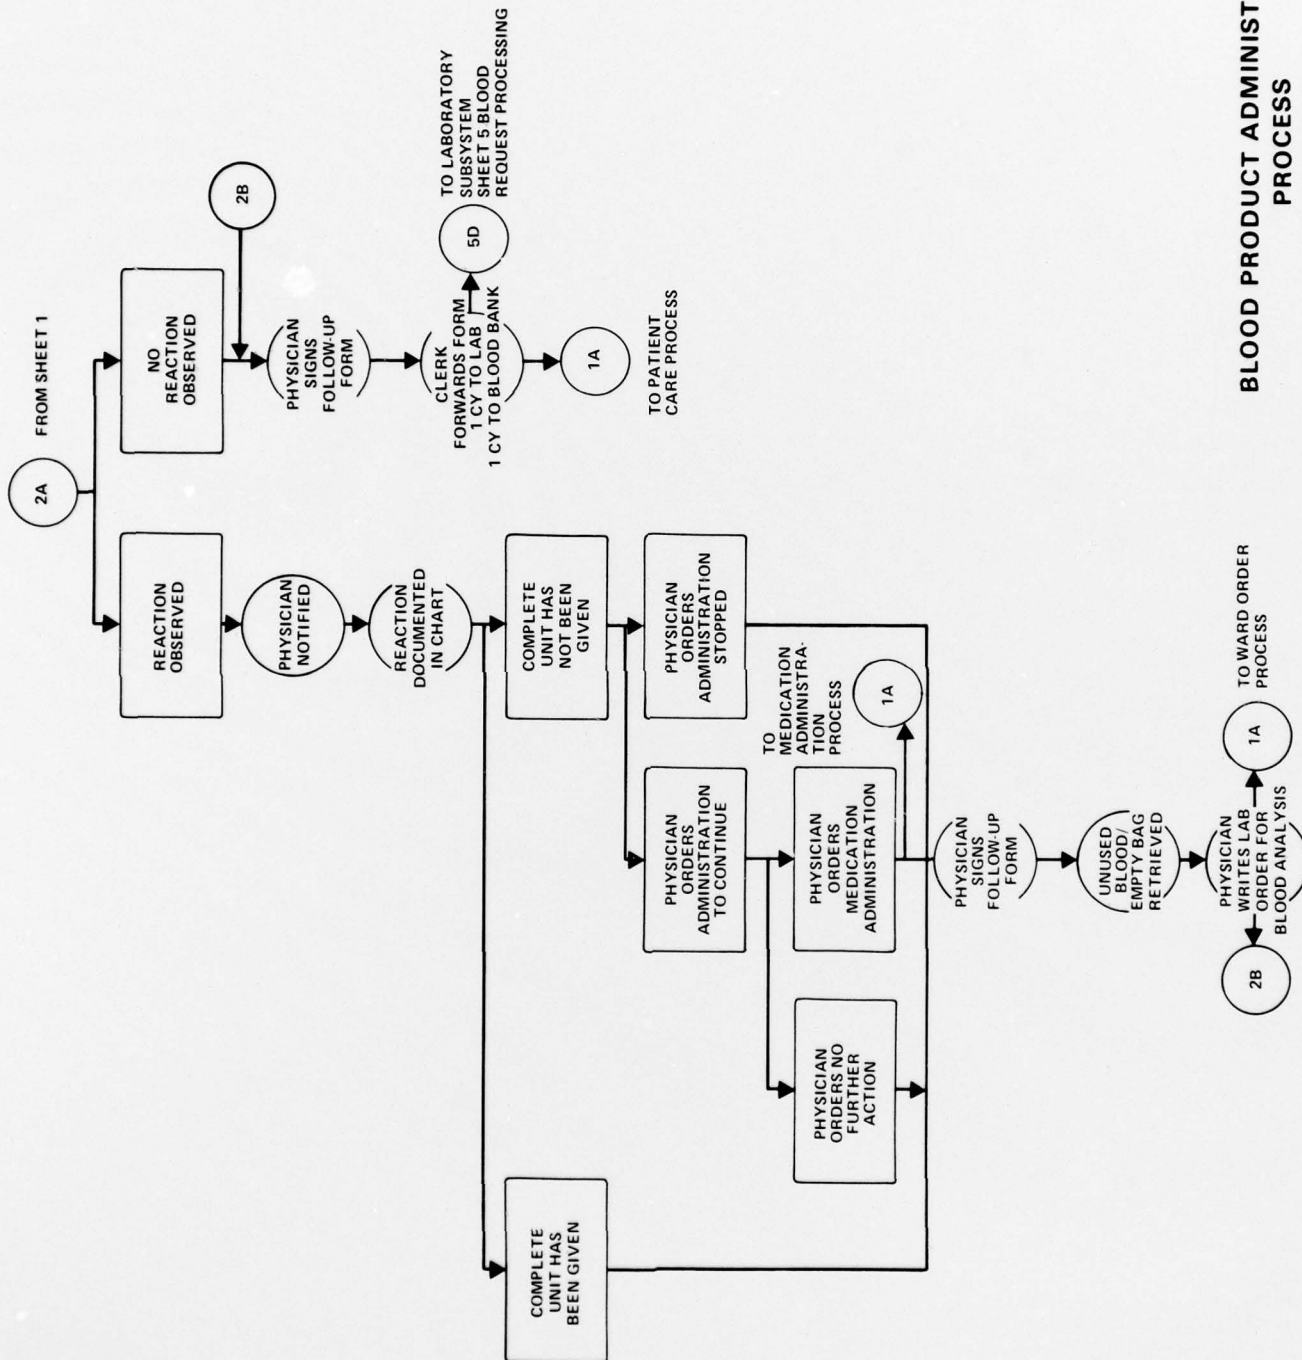 2A
FROM SHEET 1
REACTION
OBSERVED
NO
REACTION
OBSERVED
2B
PHYSICIAN
NOTIFIED
PHYSICIAN
SIGNS
FOLLOW-UP
FORM
REACTION
DOCUMENTED
IN CHART
CLERK
FORWARDS FORM
1 CY TO LAB
1 CY TO BLOOD BANK
5D
TO LABORATORY
SUBSYSTEM
SHEET 5 BLOOD
REQUEST PROCESSING
1A
TO PATIENT
CARE PROCESS
COMPLETE
UNIT HAS
BEEN GIVEN
COMPLETE
UNIT HAS
NOT BEEN
GIVEN
PHYSICIAN
ORDERS
ADMINISTRATION
TO CONTINUE
PHYSICIAN
ORDERS
ADMINISTRATION
STOPPED
PHYSICIAN
ORDERS NO
FURTHER
ACTION
PHYSICIAN
ORDERS
MEDICATION
ADMINISTRATION
TO
MEDICATION
ADMINISTRA-
TION
PROCESS
1A
PHYSICIAN
SIGNS
FOLLOW-UP
FORM
UNUSED
BLOOD/
EMPTY BAG
RETRIEVED
2B
PHYSICIAN
WRITES LAB
ORDER FOR
BLOOD ANALYSIS
1A
TO WARD ORDER
PROCESS
BLOOD PRODUCT ADMINIST
PROCESS